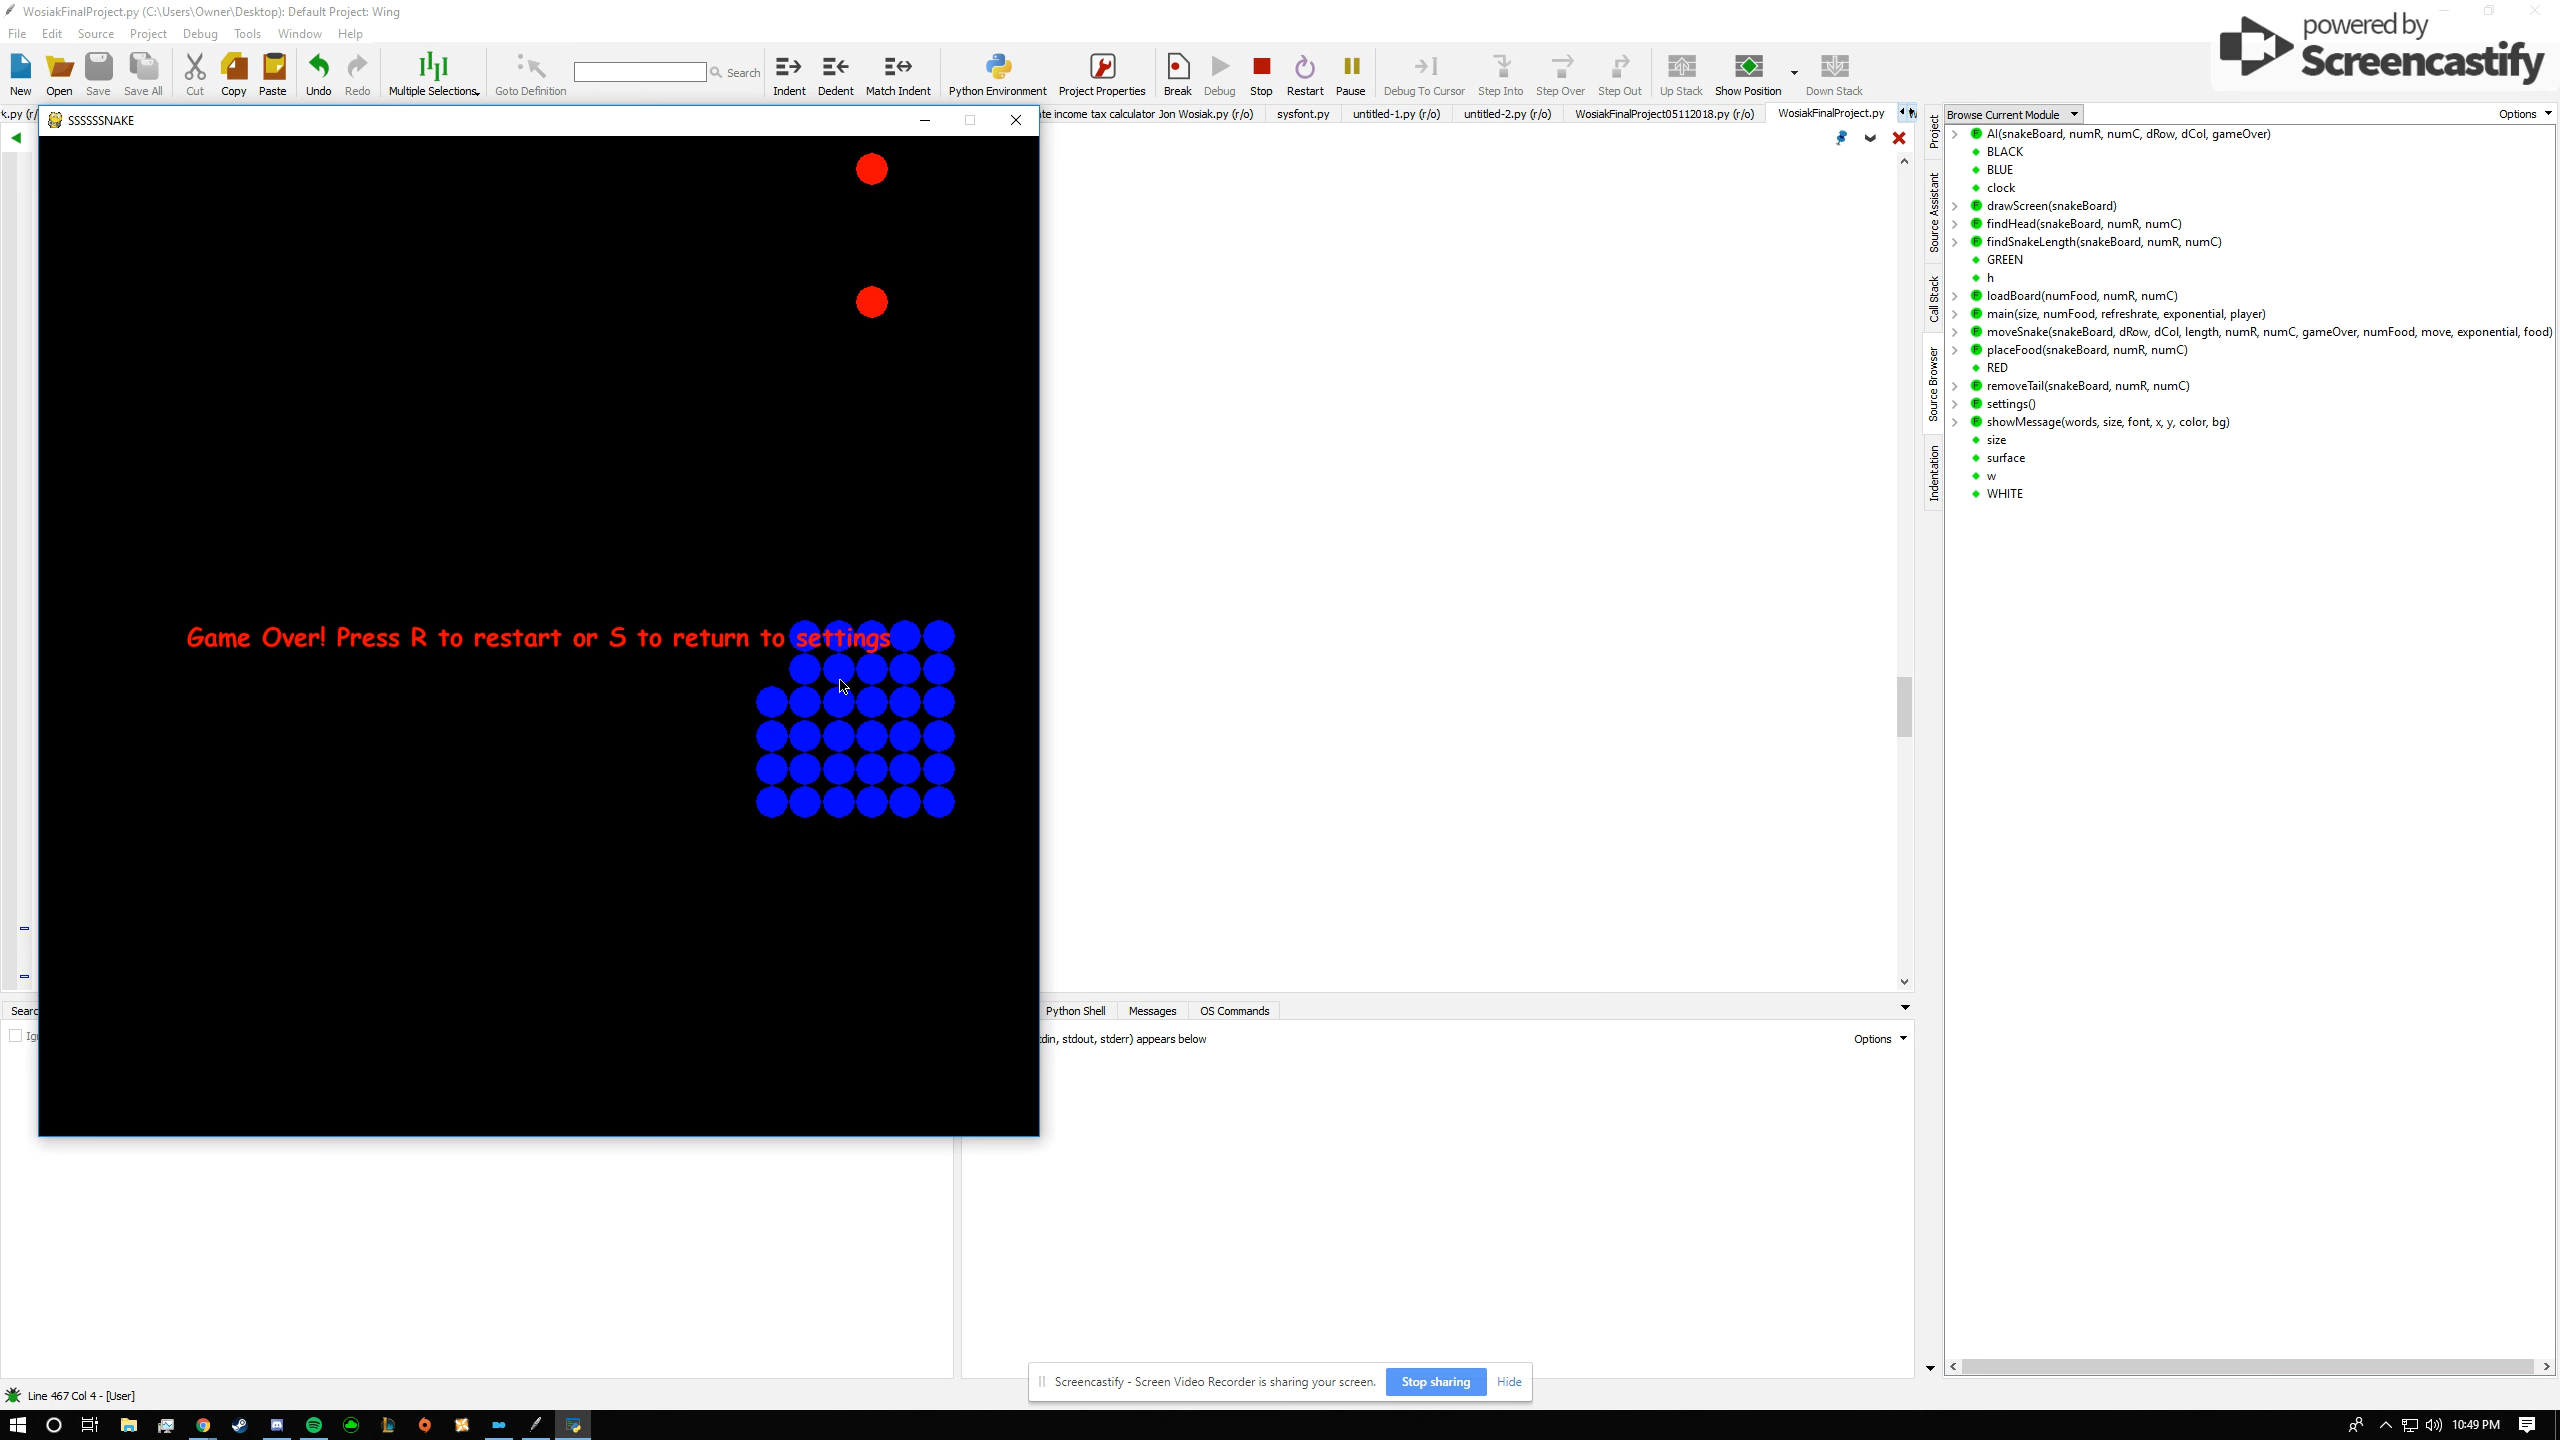 WosiakFinalProject.py (C:\Users\Owner\Desktop): Default Project: Wing
powered by
Screencastify
File Edit Source Project Debug Tools Window Help
New Open Save Save All Cut Copy Paste Undo Redo Multiple Selections Goto Definition Search Indent Dedent Match Indent Python Environment Project Properties Break Debug Stop Restart Pause Debug To Cursor Step Into Step Over Step Out Up Stack Show Position Down Stack
k.py (r/ te income tax calculator Jon Wosiak.py (r/o) sysfont.py untitled-1.py (r/o) untitled-2.py (r/o) WosiakFinalProject05112018.py (r/o) WosiakFinalProject.py
SSSSSSNAKE
Game Over! Press R to restart or S to return to settings
Project
Source Assistant
Call Stack
Source Browser
Indentation
Browse Current Module Options
AI(snakeBoard, numR, numC, dRow, dCol, gameOver)
BLACK
BLUE
clock
drawScreen(snakeBoard)
findHead(snakeBoard, numR, numC)
findSnakeLength(snakeBoard, numR, numC)
GREEN
h
loadBoard(numFood, numR, numC)
main(size, numFood, refreshrate, exponential, player)
moveSnake(snakeBoard, dRow, dCol, length, numR, numC, gameOver, numFood, move, exponential, food)
placeFood(snakeBoard, numR, numC)
RED
removeTail(snakeBoard, numR, numC)
settings()
showMessage(words, size, font, x, y, color, bg)
size
surface
w
WHITE
Searc Python Shell Messages OS Commands
Ig din, stdout, stderr) appears below Options
Screencastify - Screen Video Recorder is sharing your screen. Stop sharing Hide
Line 467 Col 4 - [User]
10:49 PM